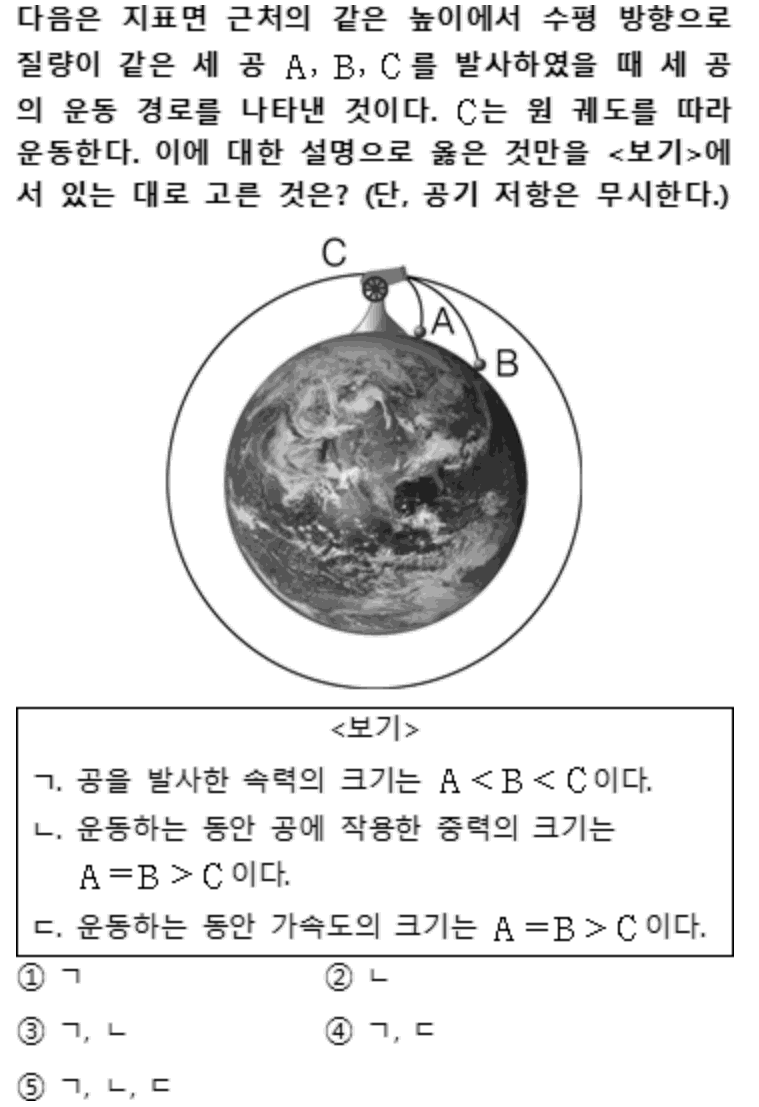 다음은 지표면 근처의 같은 높이에서 수평 방향으로
질량이 같은 세 공 A, B, C를 발사하였을 때 세 공
의 운동 경로를 나타낸 것이다. C는 원 궤도를 따라
운동한다. 이에 대한 설명으로 옳은 것만을 <보기>에
서 있는 대로 고른 것은? (단, 공기 저항은 무시한다.)
C
A
B
<보기>
ㄱ. 공을 발사한 속력의 크기는 A<B<C이다.
ㄴ. 운동하는 동안 공에 작용한 중력의 크기는
A=B>C이다.
ㄷ. 운동하는 동안 가속도의 크기는 A=B>C이다.
① ㄱ ② ㄴ
③ ㄱ, ㄴ ④ ㄱ, ㄷ
⑤ ㄱ, ㄴ, ㄷ